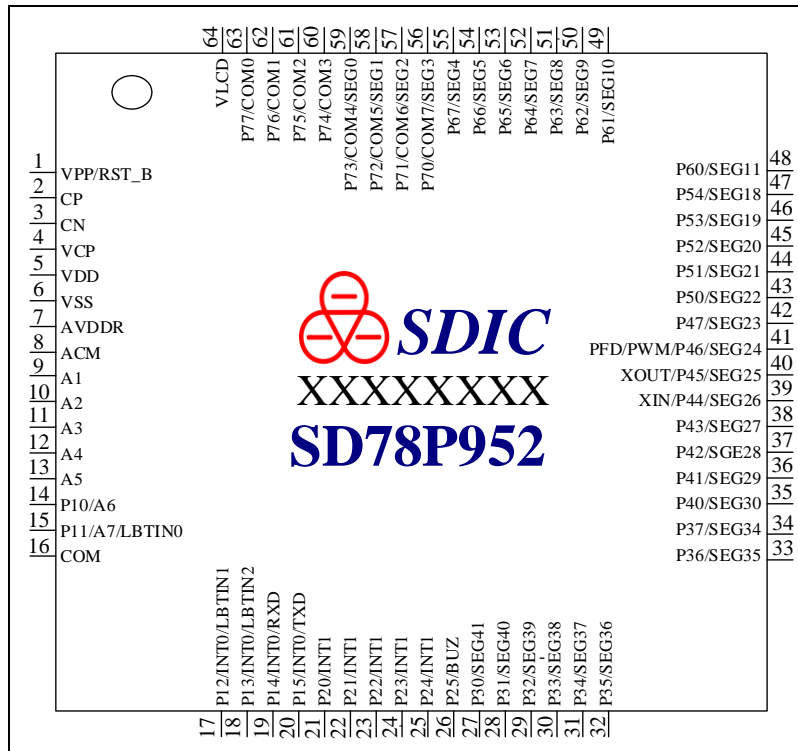 64 63 62 61 60 59 58 57 56 55 54 53 52 51 50 49
VLCD
P77/COM0
P76/COM1
P75/COM2
P74/COM3
P73/COM4/SEG0
P72/COM5/SEG1
P71/COM6/SEG2
P70/COM7/SEG3
P67/SEG4
P66/SEG5
P65/SEG6
P64/SEG7
P63/SEG8
P62/SEG9
P61/SEG10
1 VPP/RST_B
2 CP
3 CN
4 VCP
5 VDD
6 VSS
7 AVDDR
8 ACM
9 A1
10 A2
11 A3
12 A4
13 A5
14 P10/A6
15 P11/A7/LBTIN0
16 COM
SDIC
XXXXXXXX
SD78P952
P60/SEG11 48
P54/SEG18 47
P53/SEG19 46
P52/SEG20 45
P51/SEG21 44
P50/SEG22 43
P47/SEG23 42
PFD/PWM/P46/SEG24 41
XOUT/P45/SEG25 40
XIN/P44/SEG26 39
P43/SEG27 38
P42/SGE28 37
P41/SEG29 36
P40/SEG30 35
P37/SEG34 34
P36/SEG35 33
P12/INT0/LBTIN1
P13/INT0/LBTIN2
P14/INT0/RXD
P15/INT0/TXD
P20/INT1
P21/INT1
P22/INT1
P23/INT1
P24/INT1
P25/BUZ
P30/SEG41
P31/SEG40
P32/SEG39
P33/SEG38
P34/SEG37
P35/SEG36
17 18 19 20 21 22 23 24 25 26 27 28 29 30 31 32